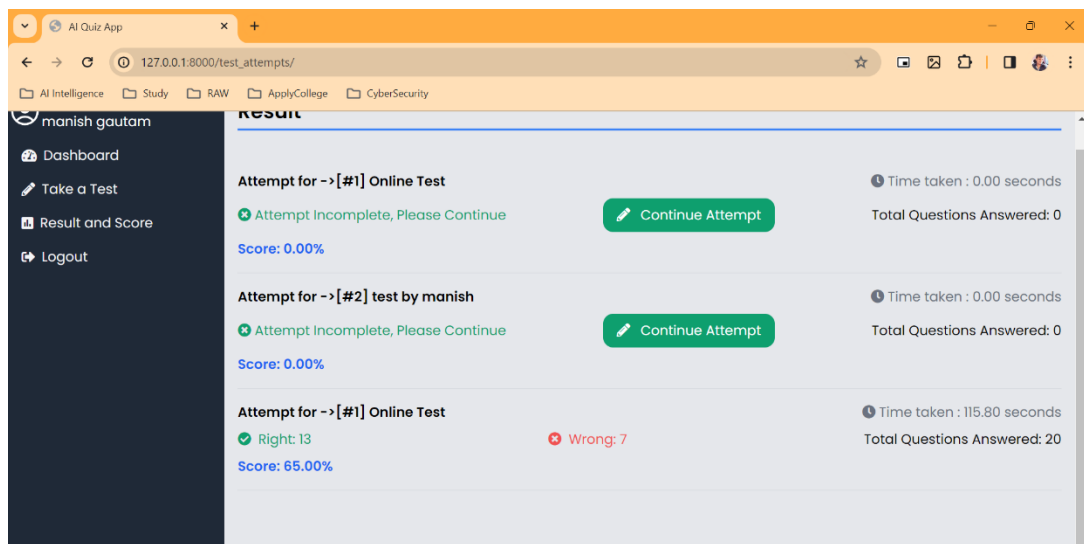 AI Quiz App
127.0.0.1:8000/test_attempts/
AI Intelligence Study RAW ApplyCollege CyberSecurity
manish gautam
Dashboard
Take a Test
Result and Score
Logout
Result
Attempt for ->[#1] Online Test Time taken : 0.00 seconds
Attempt Incomplete, Please Continue Continue Attempt Total Questions Answered: 0
Score: 0.00%
Attempt for ->[#2] test by manish Time taken : 0.00 seconds
Attempt Incomplete, Please Continue Continue Attempt Total Questions Answered: 0
Score: 0.00%
Attempt for ->[#1] Online Test Time taken : 115.80 seconds
Right: 13 Wrong: 7 Total Questions Answered: 20
Score: 65.00%